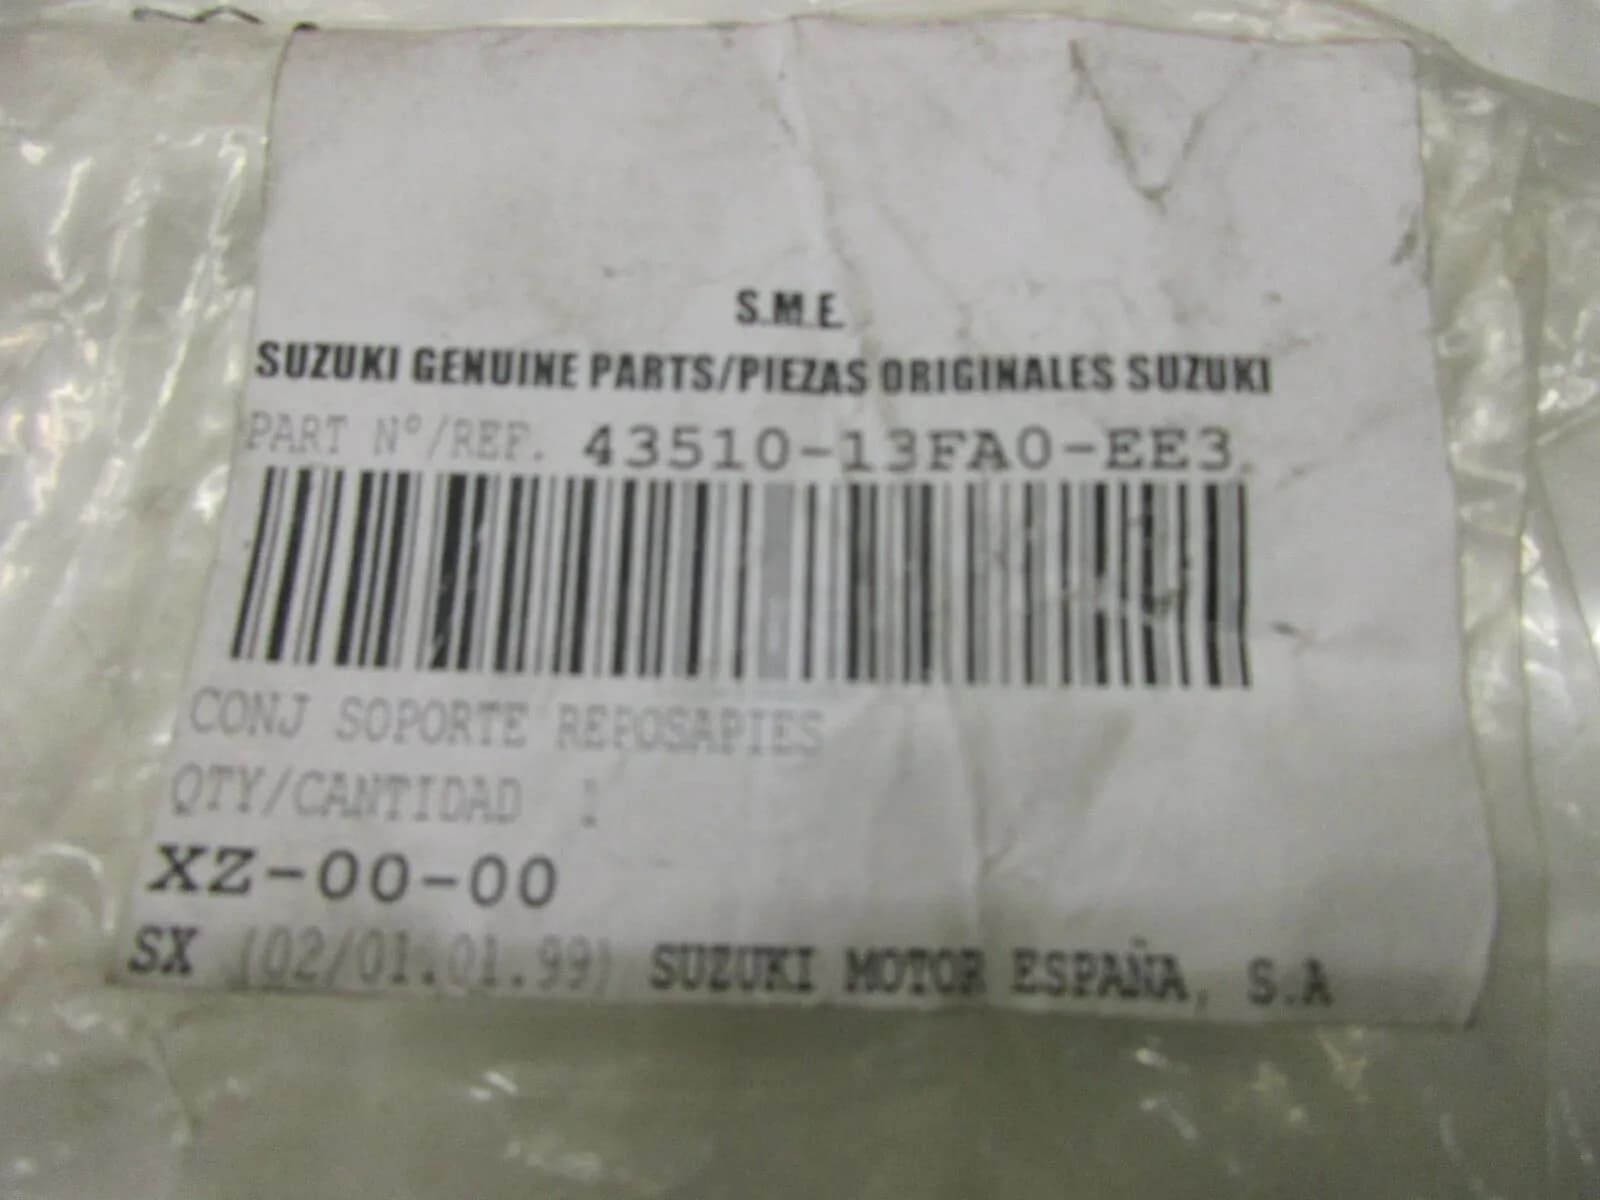 S.M.E.
SUZUKI GENUINE PARTS/PIEZAS ORIGINALES SUZUKI
PART Nº/REF. 43510-13FA0-EE3
CONJ SOPORTE REPOSAPIES
QTY/CANTIDAD 1
XZ-00-00
SX (02/01.01.99) SUZUKI MOTOR ESPAÑA, S.A